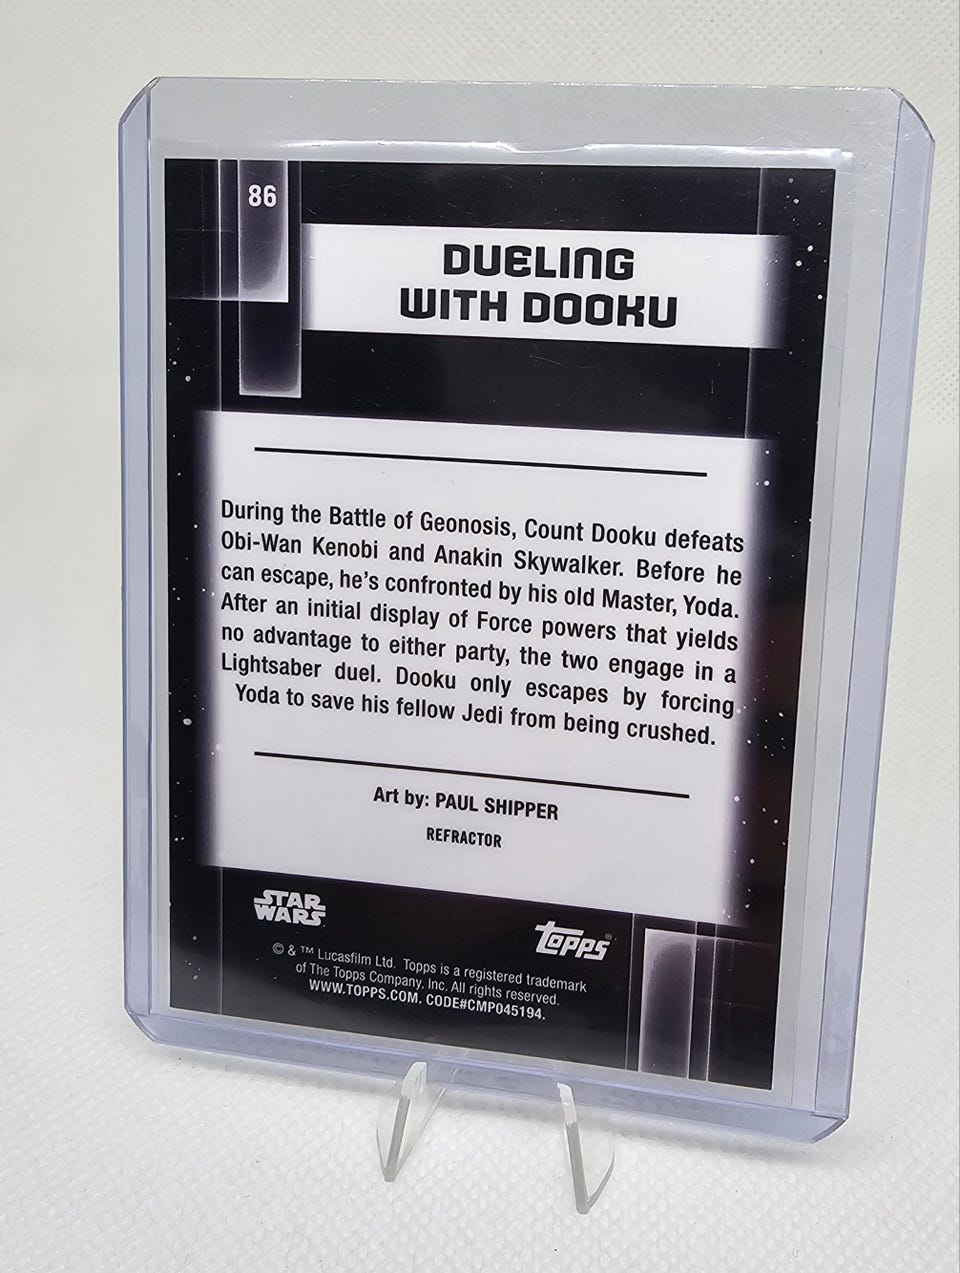 86
DUELING
WITH DOOKU
During the Battle of Geonosis, Count Dooku defeats
Obi-Wan Kenobi and Anakin Skywalker. Before he
can escape, he's confronted by his old Master, Yoda.
After an initial display of Force powers that yields
no advantage to either party, the two engage in a
Lightsaber duel. Dooku only escapes by forcing
Yoda to save his fellow Jedi from being crushed.
Art by: PAUL SHIPPER
REFRACTOR
STAR
WARS
topps®
© & ™ Lucasfilm Ltd. Topps is a registered trademark
of The Topps Company, Inc. All rights reserved.
WWW.TOPPS.COM. CODE#CMP045194.